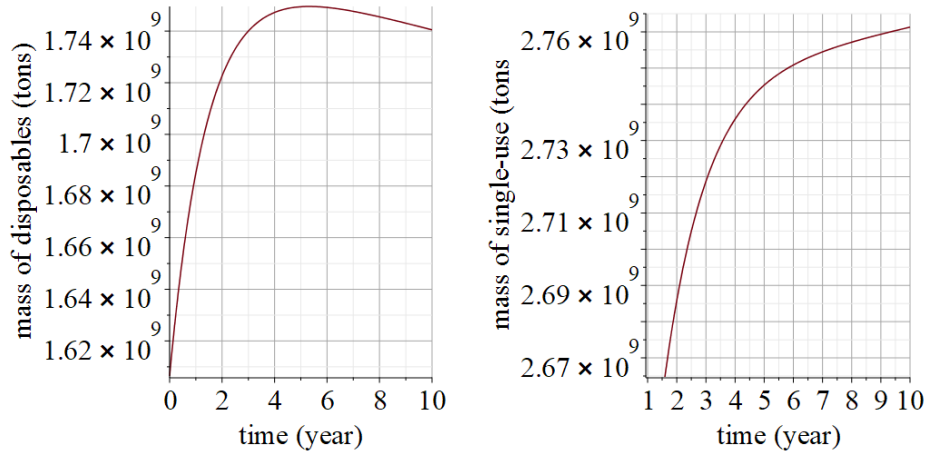 mass of disposables (tons)
1.74 × 10^9
1.72 × 10^9
1.7 × 10^9
1.68 × 10^9
1.66 × 10^9
1.64 × 10^9
1.62 × 10^9
0 2 4 6 8 10
time (year)
mass of single-use (tons
2.76 × 10^9
2.73 × 10^9
2.71 × 10^9
2.69 × 10^9
2.67 × 10^9
1 2 3 4 5 6 7 8 9 10
time (year)